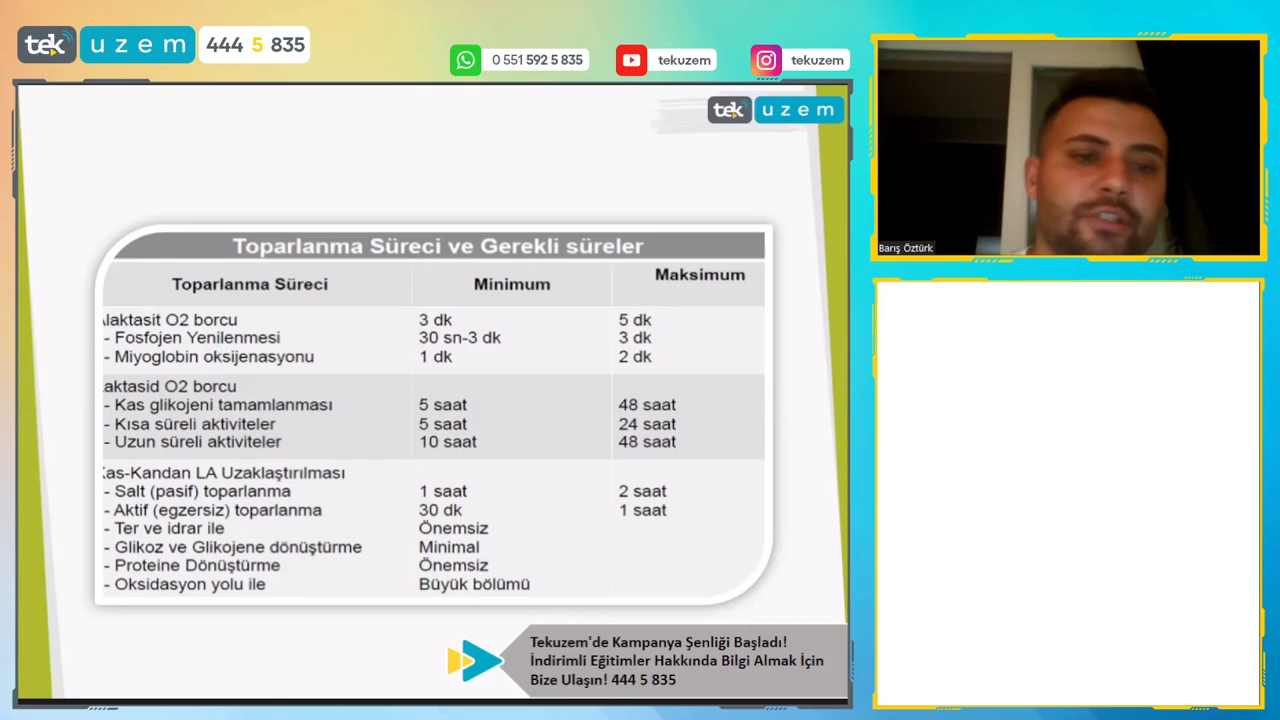 tek uzem 444 5 835
0 551 592 5 835
tekuzem
tekuzem
tek uzem
Barış Öztürk
Toparlanma Süreci ve Gerekli süreler
Toparlanma Süreci Minimum Maksimum
laktasit O2 borcu 3 dk 5 dk
- Fosfojen Yenilenmesi 30 sn-3 dk 3 dk
- Miyoglobin oksijenasyonu 1 dk 2 dk
aktasid O2 borcu
- Kas glikojeni tamamlanması 5 saat 48 saat
- Kısa süreli aktiviteler 5 saat 24 saat
- Uzun süreli aktiviteler 10 saat 48 saat
Kas-Kandan LA Uzaklaştırılması
- Salt (pasif) toparlanma 1 saat 2 saat
- Aktif (egzersiz) toparlanma 30 dk 1 saat
- Ter ve idrar ile Önemsiz
- Glikoz ve Glikojene dönüştürme Minimal
- Proteine Dönüştürme Önemsiz
- Oksidasyon yolu ile Büyük bölümü
Tekuzem'de Kampanya Şenliği Başladı!
İndirimli Eğitimler Hakkında Bilgi Almak İçin
Bize Ulaşın! 444 5 835